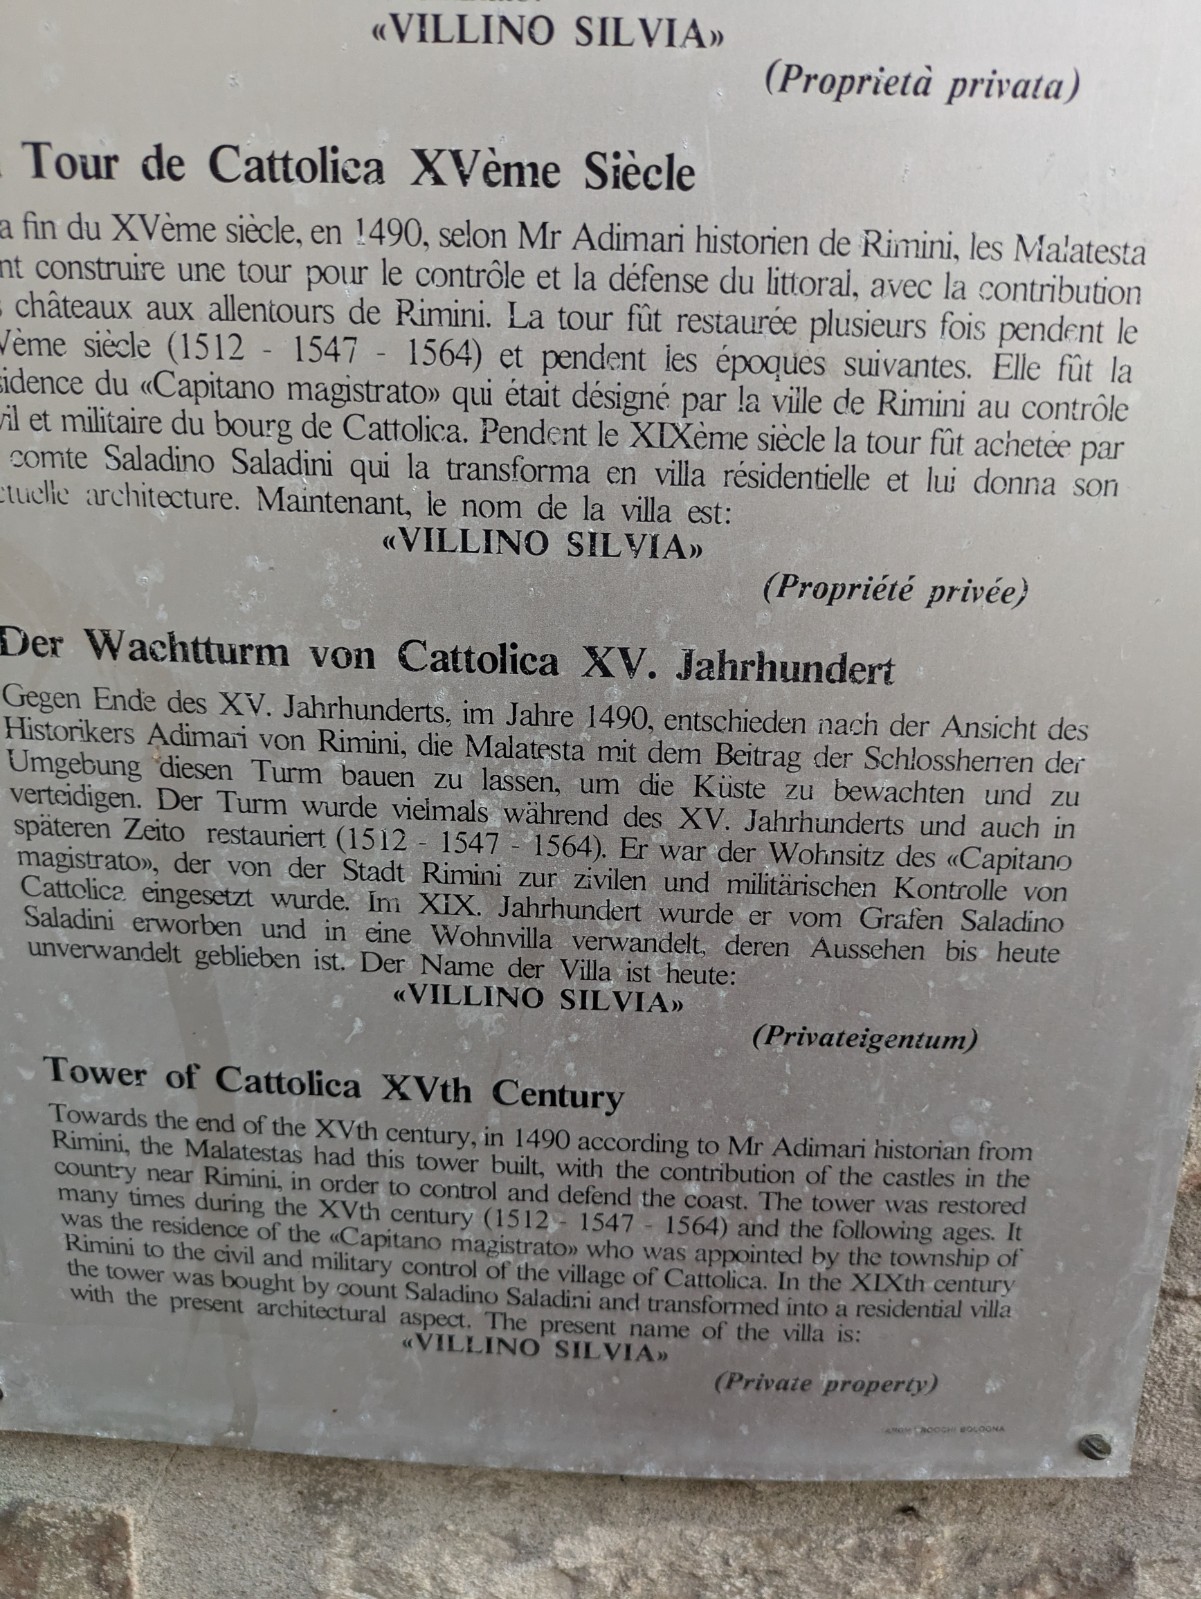 «VILLINO SILVIA»
(Proprietà privata)
Tour de Cattolica XVème Siècle
a fin du XVème siècle, en 1490, selon Mr Adimari historien de Rimini, les Malatesta
nt construire une tour pour le contrôle et la défense du littoral, avec la contribution
s châteaux aux allentours de Rimini. La tour fût restaurée plusieurs fois pendent le
Vème siècle (1512 - 1547 - 1564) et pendent les époques suivantes. Elle fût la
sidence du «Capitano magistrato» qui était désigné par la ville de Rimini au contrôle
vil et militaire du bourg de Cattolica. Pendent le XIXème siècle la tour fût achetée par
comte Saladino Saladini qui la transforma en villa résidentielle et lui donna son
ctuelle architecture. Maintenant, le nom de la villa est:
«VILLINO SILVIA»
(Propriété privée)
Der Wachtturm von Cattolica XV. Jahrhundert
Gegen Ende des XV. Jahrhunderts, im Jahre 1490, entschieden nach der Ansicht des
Historikers Adimari von Rimini, die Malatesta mit dem Beitrag der Schlossherren der
Umgebung diesen Turm bauen zu lassen, um die Küste zu bewachten und zu
verteidigen. Der Turm wurde vielmals während des XV. Jahrhunderts und auch in
späteren Zeito restauriert (1512 - 1547 - 1564). Er war der Wohnsitz des «Capitano
magistrato», der von der Stadt Rimini zur zivilen und militärischen Kontrolle von
Cattolica eingesetzt wurde. Im XIX. Jahrhundert wurde er vom Grafen Saladino
Saladini erworben und in eine Wohnvilla verwandelt, deren Aussehen bis heute
unverwandelt geblieben ist. Der Name der Villa ist heute:
«VILLINO SILVIA»
(Privateigentum)
Tower of Cattolica XVth Century
Towards the end of the XVth century, in 1490 according to Mr Adimari historian from
Rimini, the Malatestas had this tower built, with the contribution of the castles in the
country near Rimini, in order to control and defend the coast. The tower was restored
many times during the XVth century (1512 - 1547 - 1564) and the following ages. It
was the residence of the «Capitano magistrato» who was appointed by the township of
Rimini to the civil and military control of the village of Cattolica. In the XIXth century
the tower was bought by count Saladino Saladini and transformed into a residential villa
with the present architectural aspect. The present name of the villa is:
«VILLINO SILVIA»
(Private property)
BOLOGNA